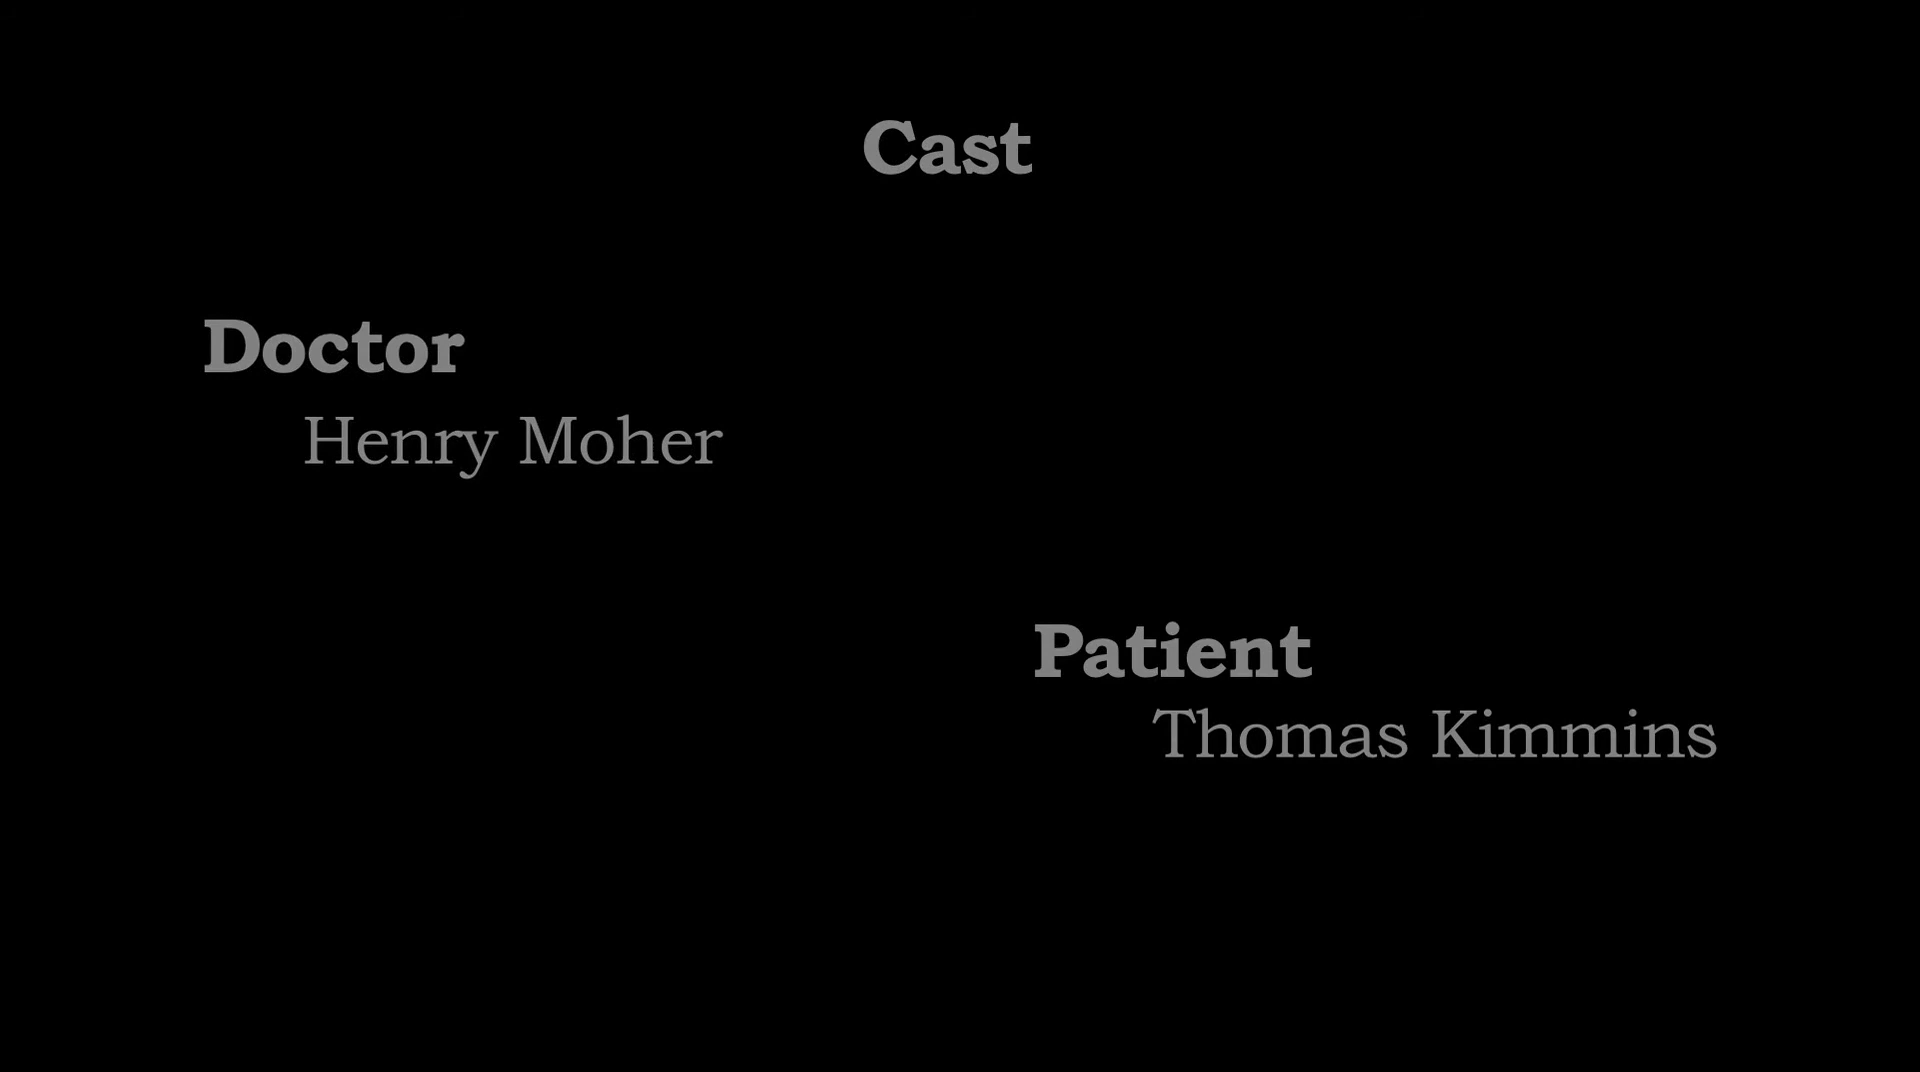 Cast
Doctor
Henry Moher
Patient
Thomas Kimmins